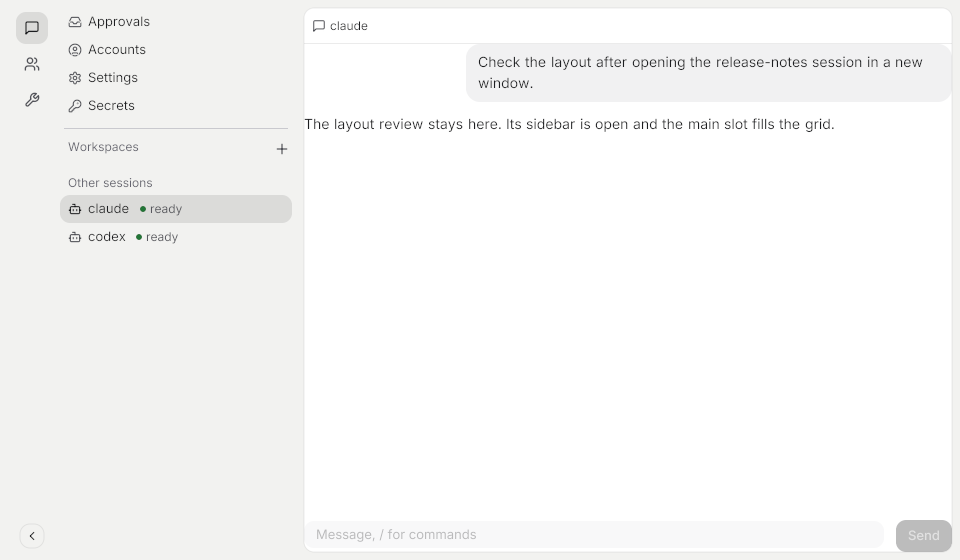 Approvals
Accounts
Settings
Secrets
Workspaces
Other sessions
claude ready
codex ready
claude
Check the layout after opening the release-notes session in a new
window.
The layout review stays here. Its sidebar is open and the main slot fills the grid.
Message, / for commands
Send